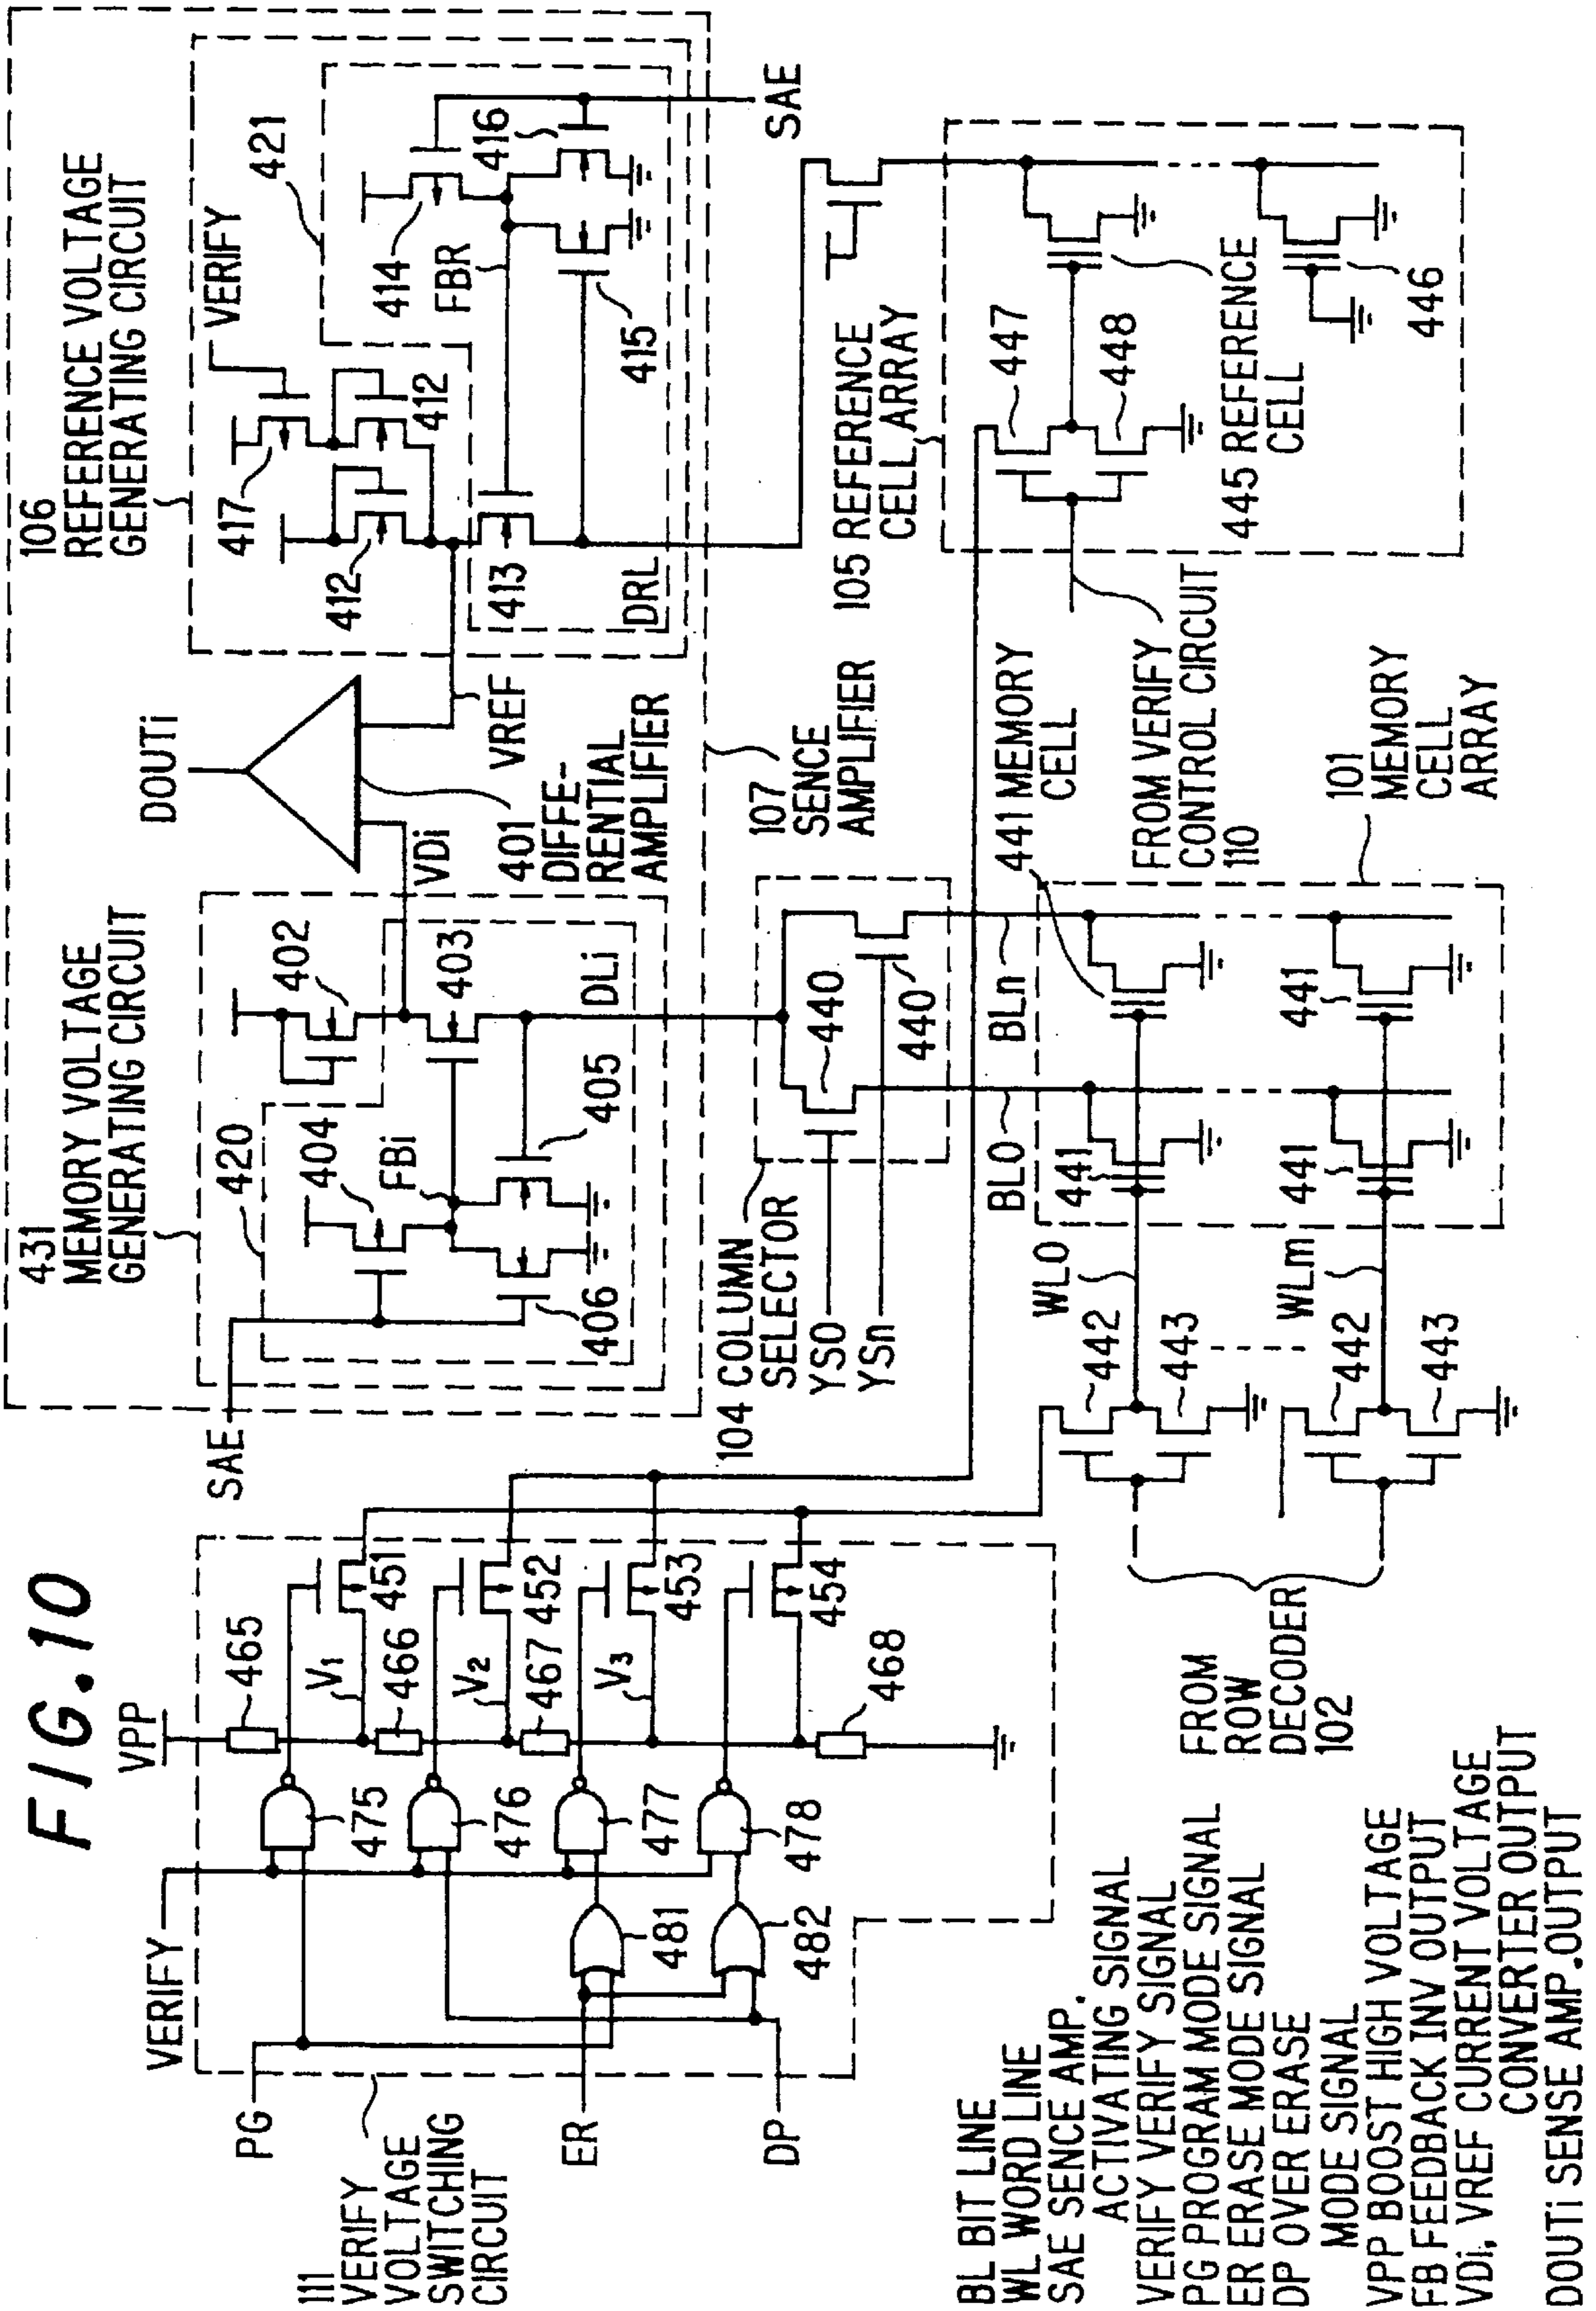 FIG.10
111
VERIFY
VOLTAGE
SWITCHING
CIRCUIT
PG
ER
DP
VERIFY
VPP
465
466
467
468
V1
V2
V3
451
452
453
454
475
476
477
478
481
482
SAE
431
MEMORY VOLTAGE
GENERATING CIRCUIT
420
402
403
404
405
406
FBi
DLi
VDi
DOUTi
401
DIFFE-
RENTIAL
AMPLIFIER
VREF
107
SENCE
AMPLIFIER
106
REFERENCE VOLTAGE
GENERATING CIRCUIT
VERIFY
417
412
412
413
421
414
FBR
416
415
DRL
SAE
104 COLUMN
SELECTOR
YS0
YSn
440
440
BL0
BLn
WL0
WLm
441
441
441
441 MEMORY
CELL
101
MEMORY
CELL
ARRAY
442
443
442
443
FROM
ROW
DECODER
102
105 REFERENCE
CELL ARRAY
447
448
445 REFERENCE
CELL
446
FROM VERIFY
CONTROL CIRCUIT
110
BL BIT LINE
WL WORD LINE
SAE SENCE AMP.
ACTIVATING SIGNAL
VERIFY VERIFY SIGNAL
PG PROGRAM MODE SIGNAL
ER ERASE MODE SIGNAL
DP OVER ERASE
MODE SIGNAL
VPP BOOST HIGH VOLTAGE
FB FEEDBACK INV OUTPUT
VDi, VREF CURRENT VOLTAGE
CONVERTER OUTPUT
DOUTi SENSE AMP. OUTPUT